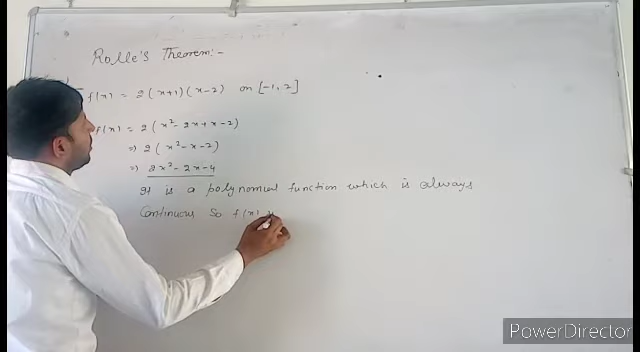 Rolle's Theorem:-
f(x) = 2(x+1)(x-2) on [-1, 2]
f(x) = 2(x²-2x+x-2)
⇒ 2(x²-x-2)
⇒ 2x²-2x-4
It is a polynomial function which is always
Continuous So f(x)
PowerDirector